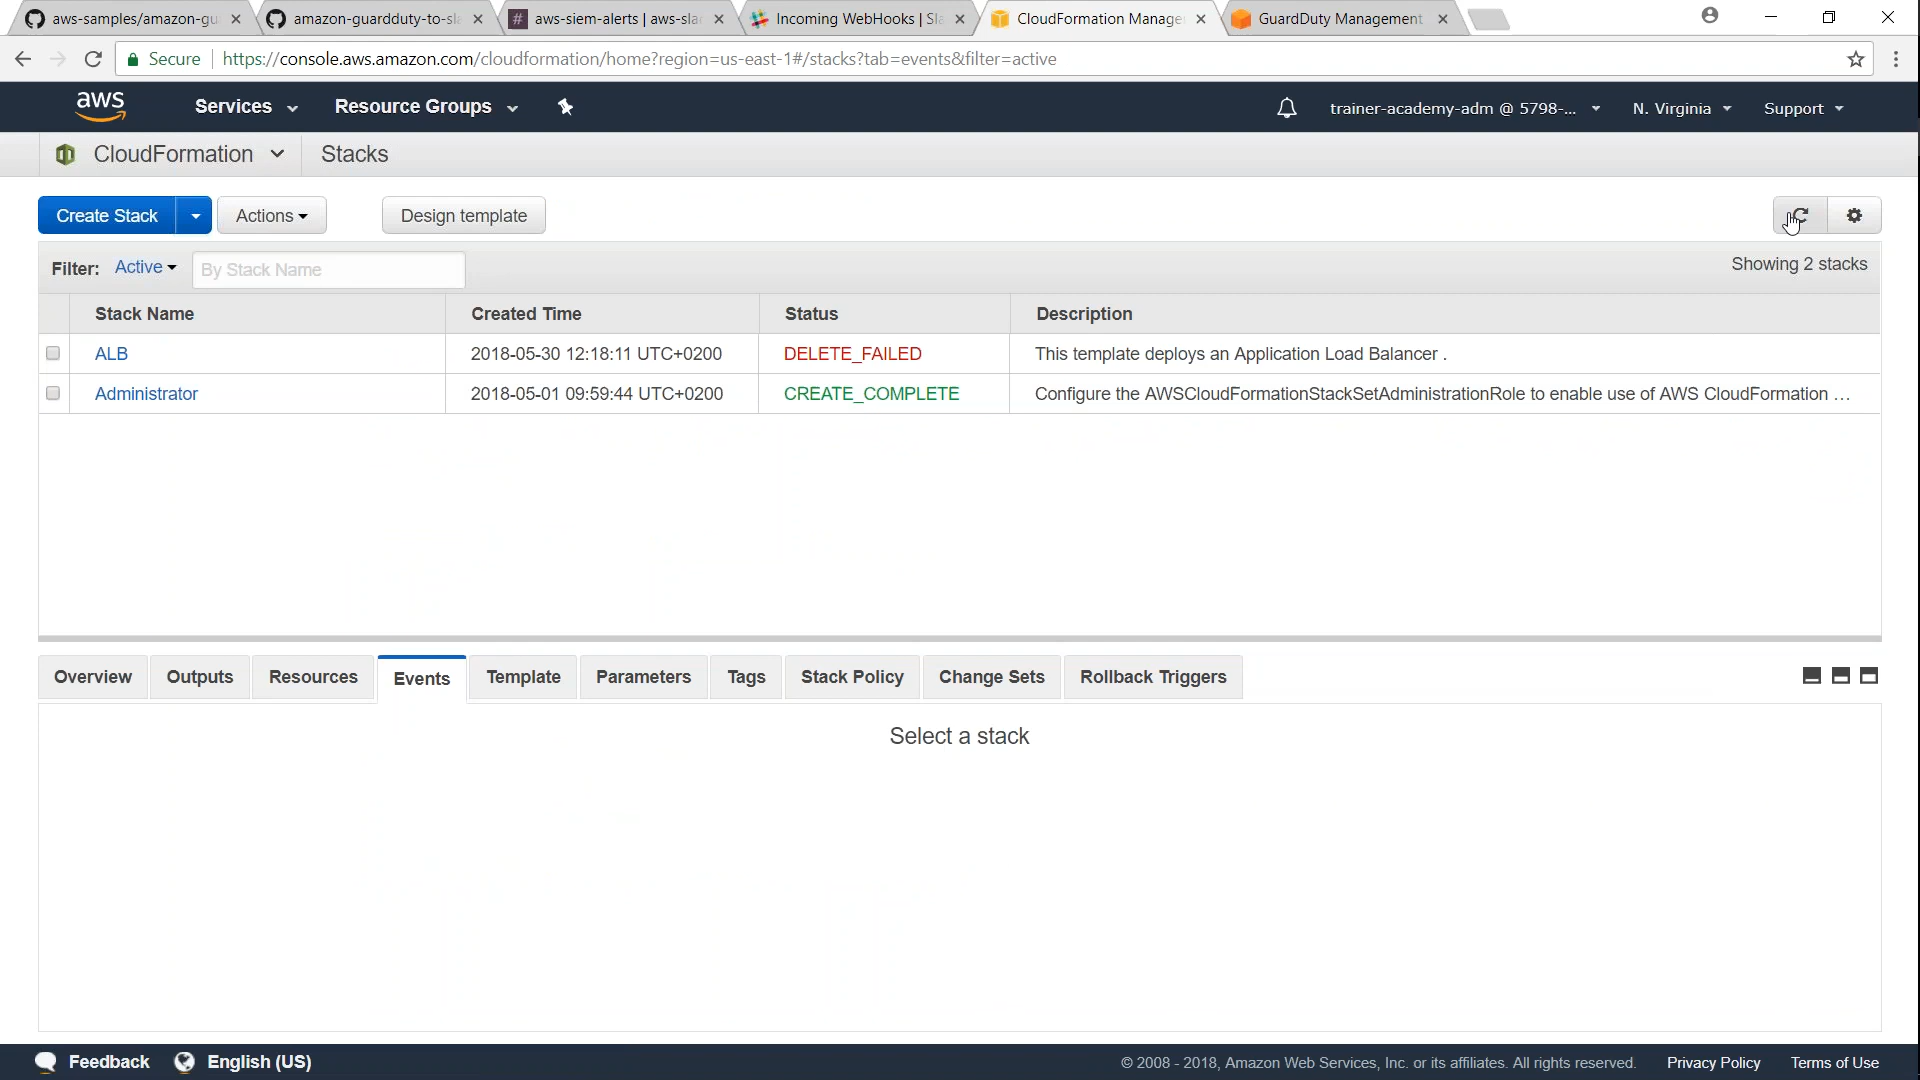 aws-samples/amazon-gu
amazon-guardduty-to-sla
aws-siem-alerts | aws-sla
Incoming WebHooks | Sla
CloudFormation Manage
GuardDuty Management
Secure
https://console.aws.amazon.com/cloudformation/home?region=us-east-1#/stacks?tab=events&filter=active
aws
Services
Resource Groups
trainer-academy-adm @ 5798-...
N. Virginia
Support
CloudFormation
Stacks
Create Stack
Actions
Design template
Filter: Active
By Stack Name
Showing 2 stacks
Stack Name Created Time Status Description
ALB 2018-05-30 12:18:11 UTC+0200 DELETE_FAILED This template deploys an Application Load Balancer .
Administrator 2018-05-01 09:59:44 UTC+0200 CREATE_COMPLETE Configure the AWSCloudFormationStackSetAdministrationRole to enable use of AWS CloudFormation ...
Overview Outputs Resources Events Template Parameters Tags Stack Policy Change Sets Rollback Triggers
Select a stack
Feedback English (US)
© 2008 - 2018, Amazon Web Services, Inc. or its affiliates. All rights reserved. Privacy Policy Terms of Use